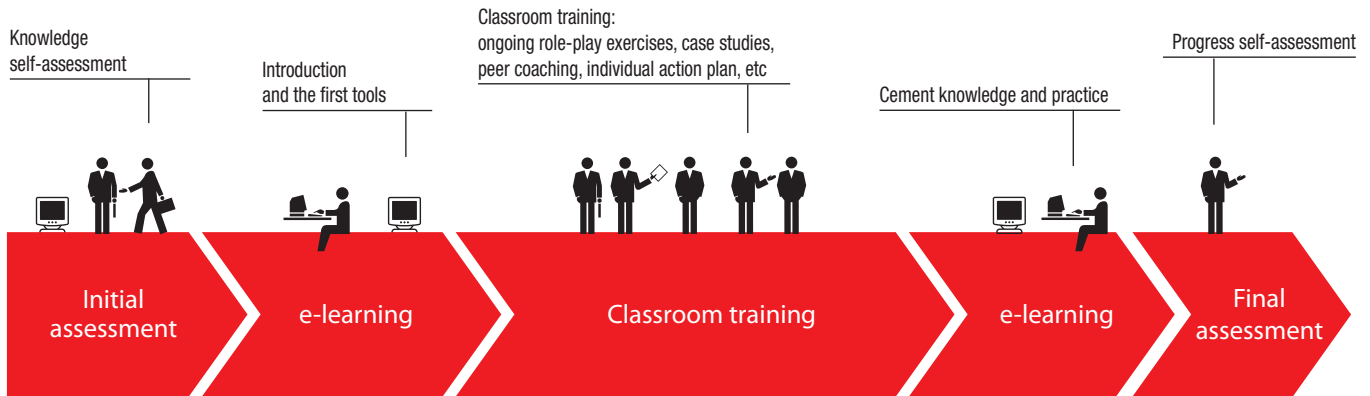 Knowledge
self-assessment
Introduction
and the first tools
Classroom training:
ongoing role-play exercises, case studies,
peer coaching, individual action plan, etc
Cement knowledge and practice
Progress self-assessment
Initial
assessment
e-learning
Classroom training
e-learning
Final
assessment